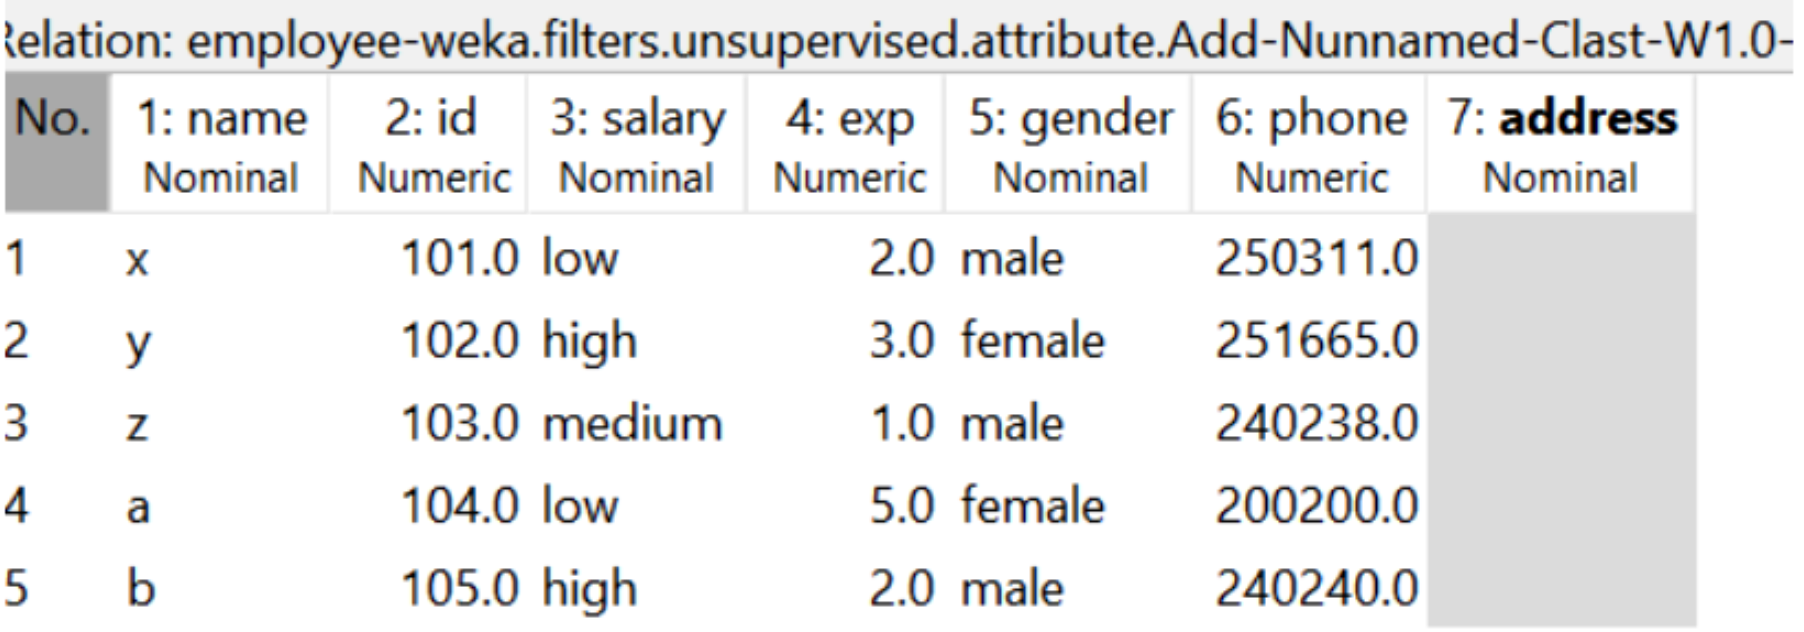 Relation: employee-weka.filters.unsupervised.attribute.Add-Nunnamed-Clast-W1.0-
No. 1: name 2: id 3: salary 4: exp 5: gender 6: phone 7: address
Nominal Numeric Nominal Numeric Nominal Numeric Nominal
1 x 101.0 low 2.0 male 250311.0
2 y 102.0 high 3.0 female 251665.0
3 z 103.0 medium 1.0 male 240238.0
4 a 104.0 low 5.0 female 200200.0
5 b 105.0 high 2.0 male 240240.0